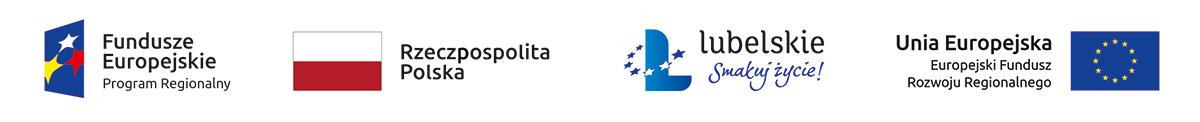 Fundusze
Europejskie
Program Regionalny
Rzeczpospolita
Polska
lubelskie
Smakuj życie!
Unia Europejska
Europejski Fundusz
Rozwoju Regionalnego